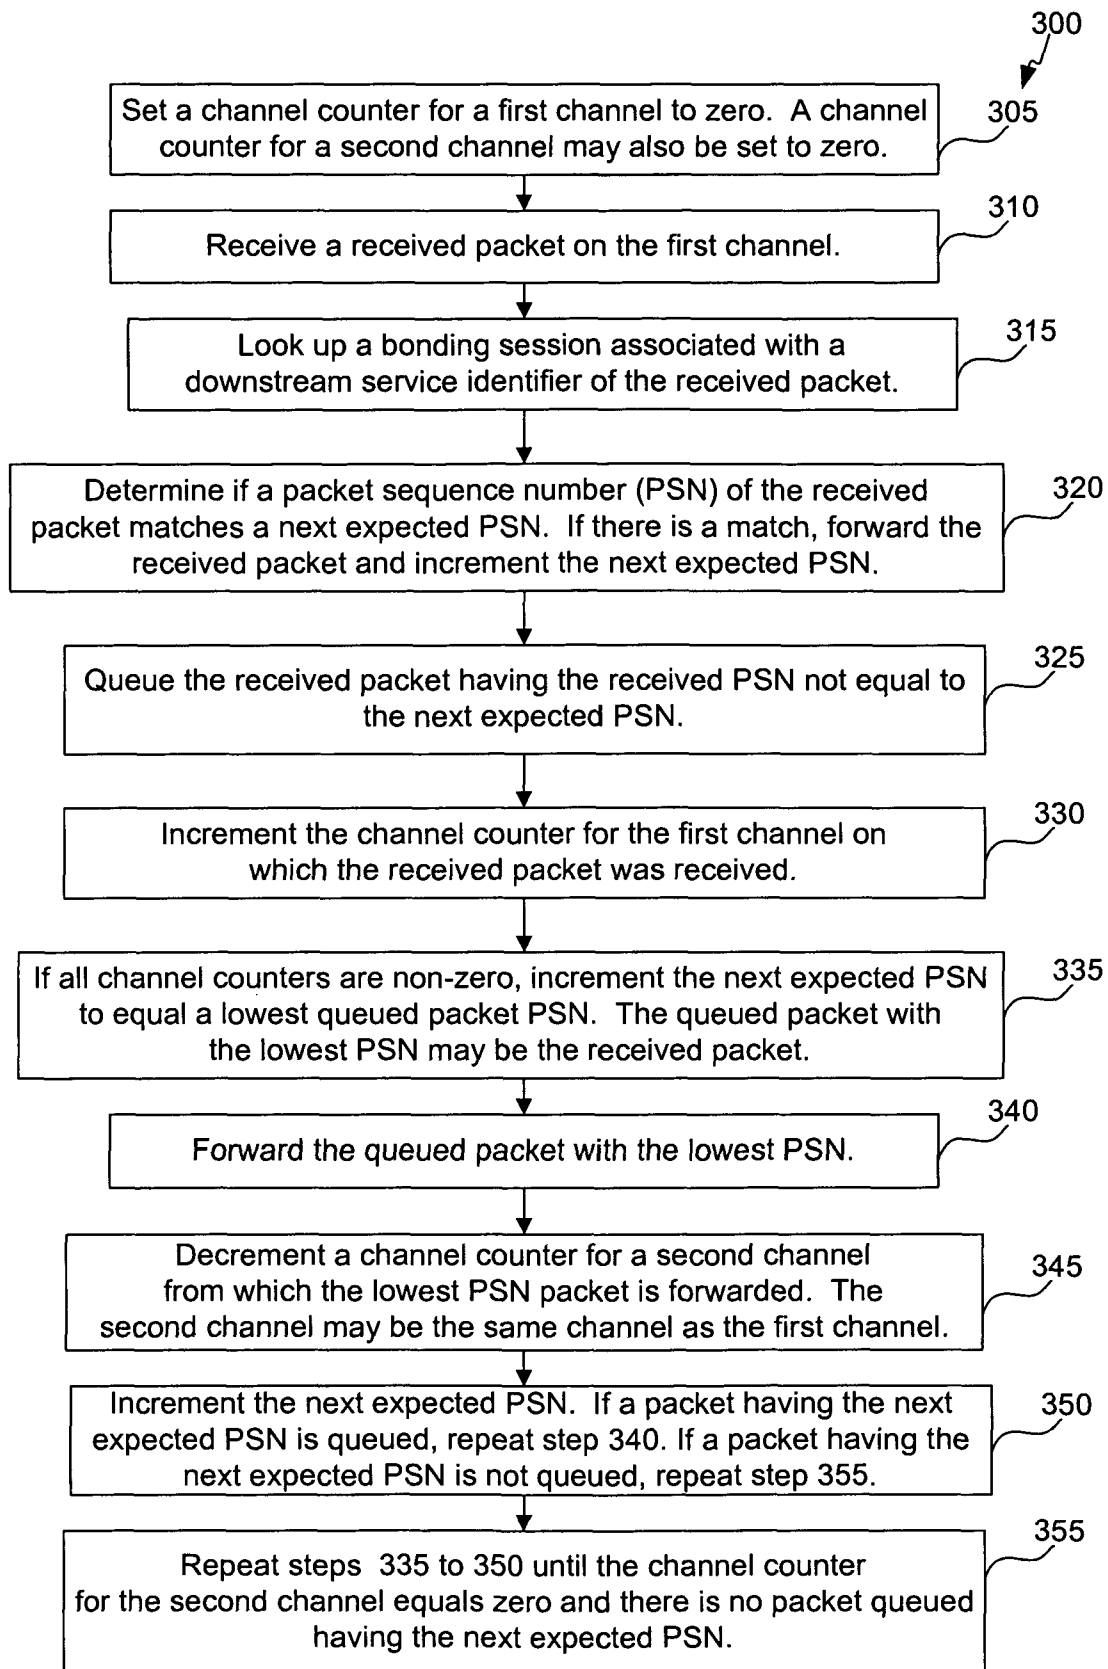 300
Set a channel counter for a first channel to zero. A channel
counter for a second channel may also be set to zero.
305
Receive a received packet on the first channel.
310
Look up a bonding session associated with a
downstream service identifier of the received packet.
315
Determine if a packet sequence number (PSN) of the received
packet matches a next expected PSN. If there is a match, forward the
received packet and increment the next expected PSN.
320
Queue the received packet having the received PSN not equal to
the next expected PSN.
325
Increment the channel counter for the first channel on
which the received packet was received.
330
If all channel counters are non-zero, increment the next expected PSN
to equal a lowest queued packet PSN. The queued packet with
the lowest PSN may be the received packet.
335
Forward the queued packet with the lowest PSN.
340
Decrement a channel counter for a second channel
from which the lowest PSN packet is forwarded. The
second channel may be the same channel as the first channel.
345
Increment the next expected PSN. If a packet having the next
expected PSN is queued, repeat step 340. If a packet having the
next expected PSN is not queued, repeat step 355.
350
Repeat steps 335 to 350 until the channel counter
for the second channel equals zero and there is no packet queued
having the next expected PSN.
355